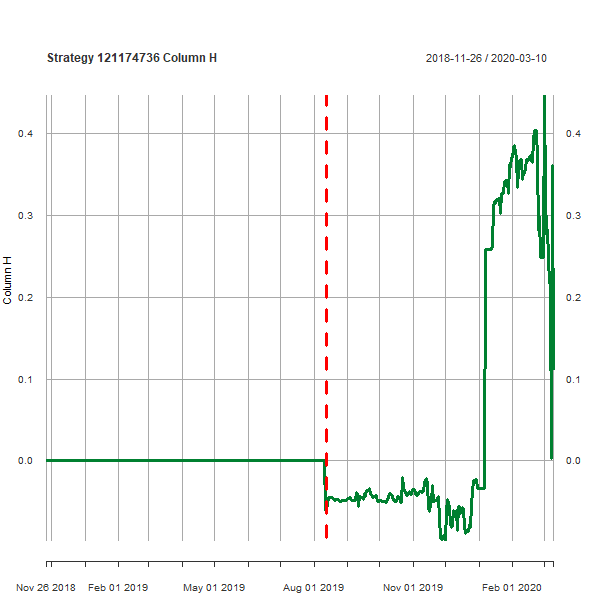 Strategy 121174736 Column H
2018-11-26 / 2020-03-10
0.4
0.4
0.3
0.3
0.2
0.2
0.1
0.1
0.0
0.0
Column H
Nov 26 2018
Feb 01 2019
May 01 2019
Aug 01 2019
Nov 01 2019
Feb 01 2020